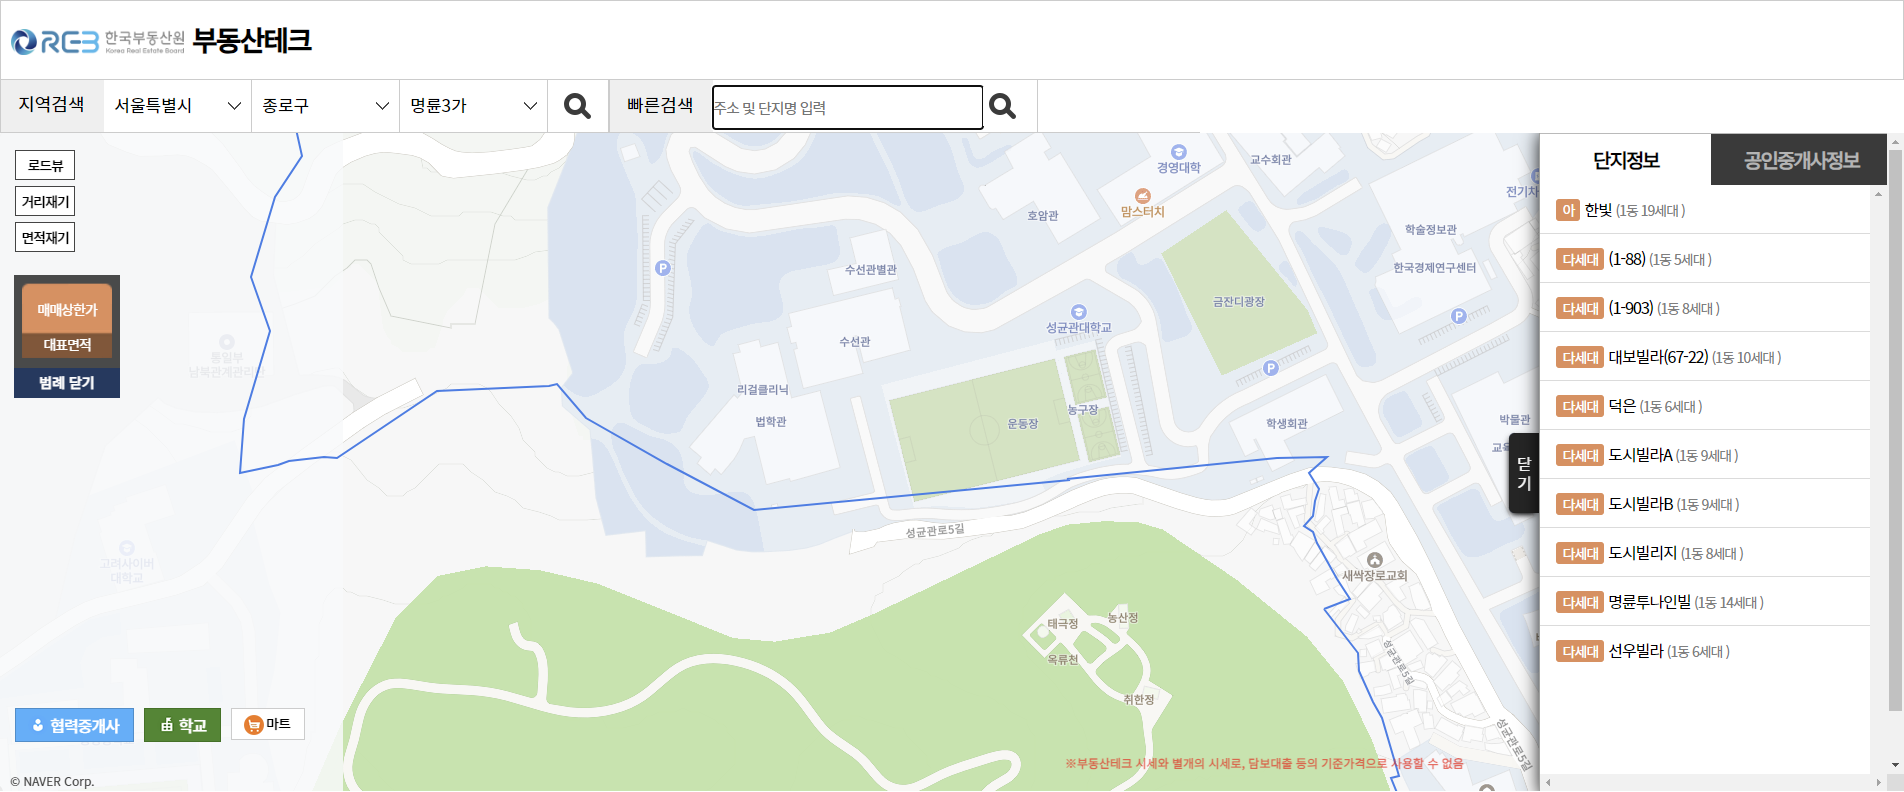 REB 한국부동산원 부동산테크
Korea Real Estate Board
지역검색 서울특별시 종로구 명륜3가 빠른검색 주소 및 단지명 입력
로드뷰
거리재기
면적재기
매매상한가
대표면적
범례 닫기
통일부
남북관계관리단
고려사이버
대학교
경영대학
교수회관
맘스터치
호암관
전기차
학술정보관
한국경제연구센터
수선관별관
금잔디광장
성균관대학교
수선관
리걸클리닉
법학관
운동장
농구장
학생회관
박물관
성균관로5길
새싹장로교회
태극정
농산정
옥류천
취한정
성균관로5길
성균관로5길
닫
기
단지정보 공인중개사정보
아 한빛 (1동 19세대 )
다세대 (1-88) (1동 5세대 )
다세대 (1-903) (1동 8세대 )
다세대 대보빌라(67-22) (1동 10세대 )
다세대 덕은 (1동 6세대 )
다세대 도시빌라A (1동 9세대 )
다세대 도시빌라B (1동 9세대 )
다세대 도시빌리지 (1동 8세대 )
다세대 명륜투나인빌 (1동 14세대 )
다세대 선우빌라 (1동 6세대 )
협력중개사 학교 마트
※부동산테크 시세와 별개의 시세로, 담보대출 등의 기준가격으로 사용할 수 없음
© NAVER Corp.